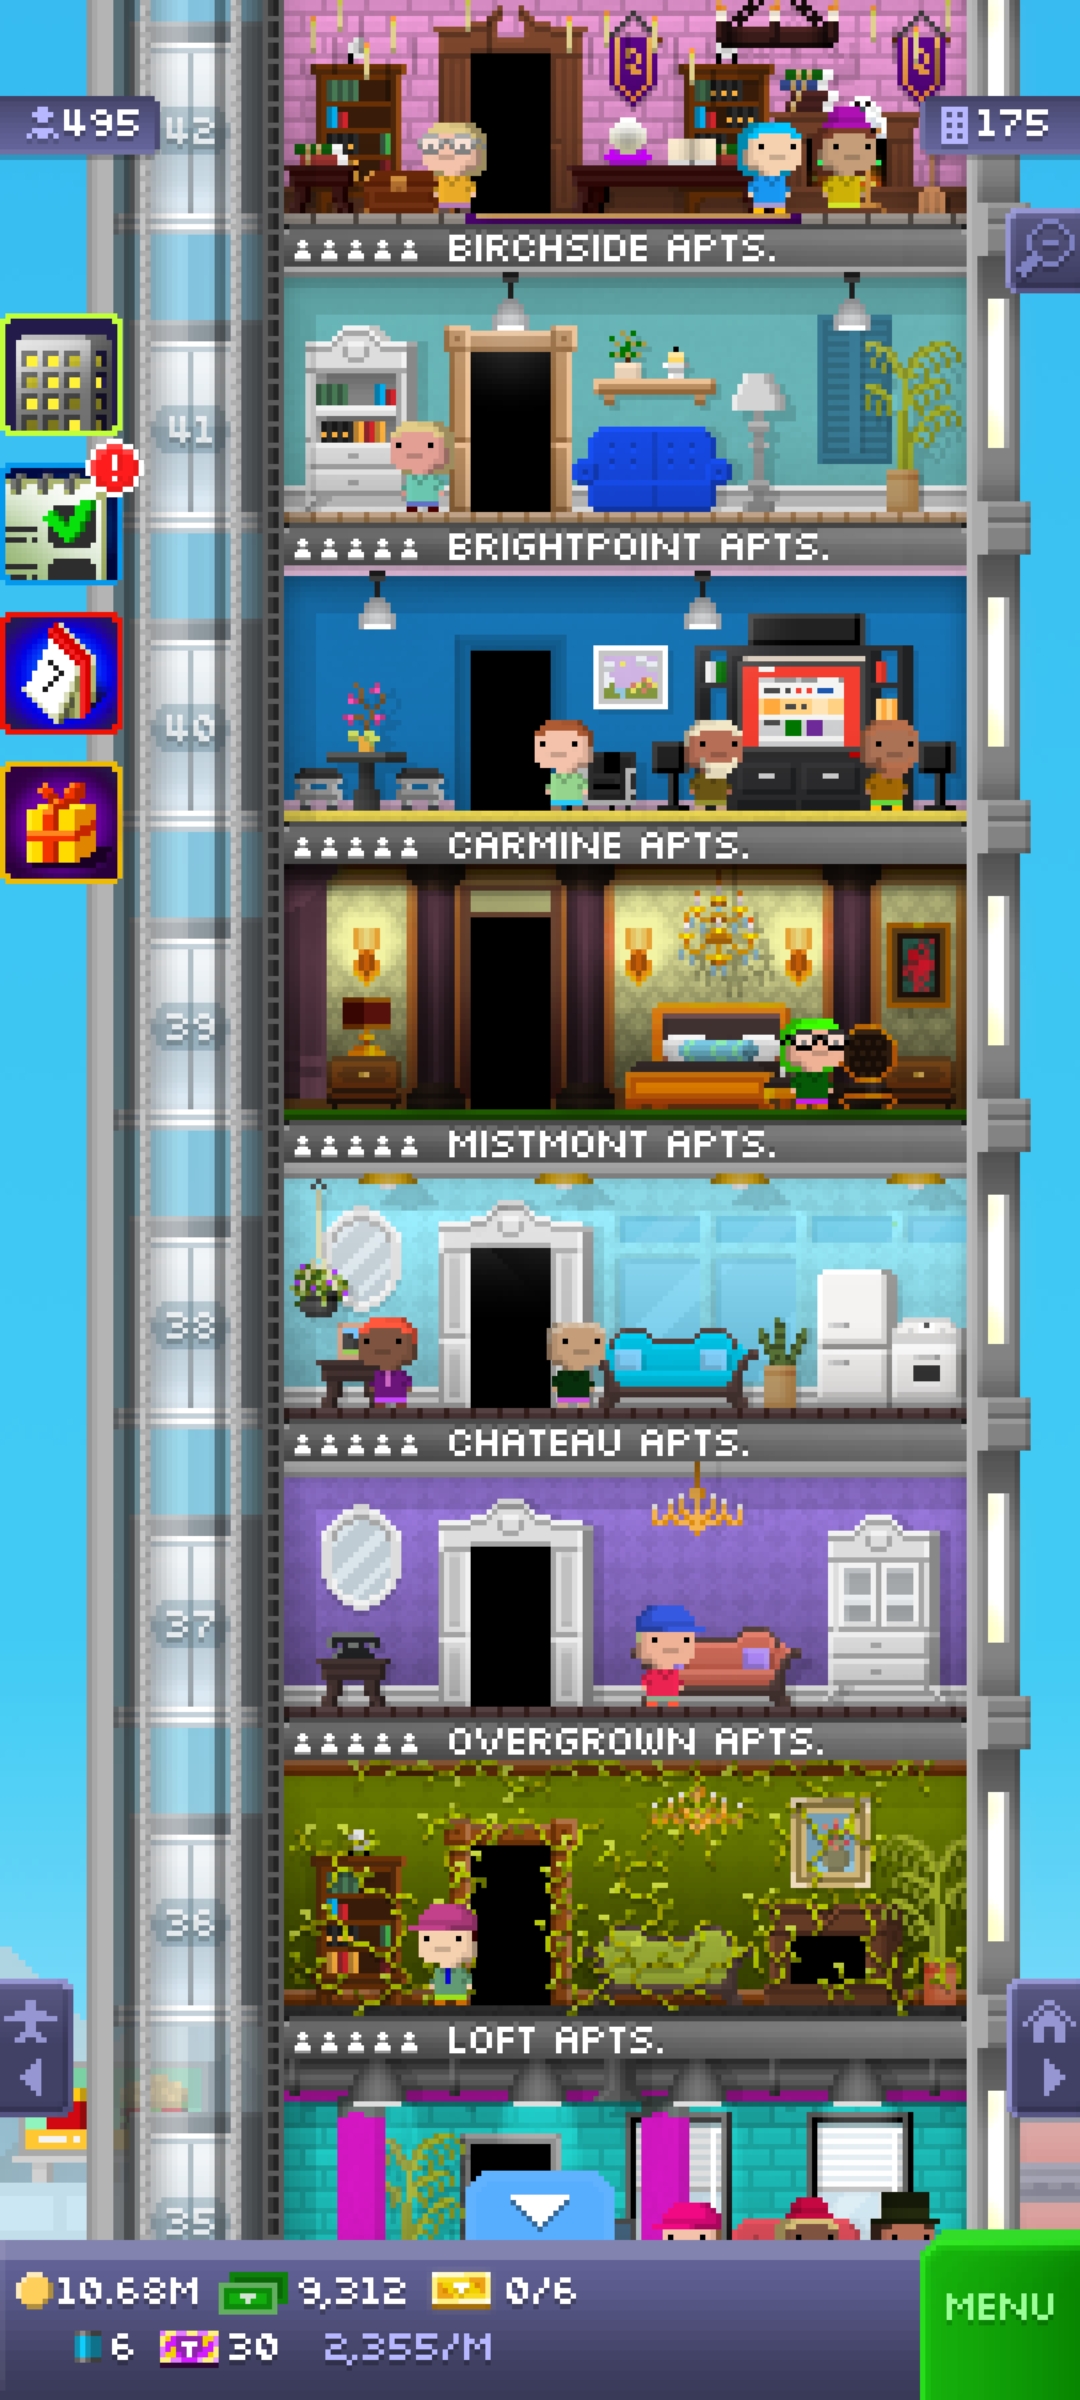 495
42
175
BIRCHSIDE APTS.
41
BRIGHTPOINT APTS.
40
CARMINE APTS.
39
MISTMONT APTS.
38
CHATEAU APTS.
37
OVERGROWN APTS.
36
LOFT APTS.
35
10.68M 9,312 0/6
6 30 2,355/M
MENU